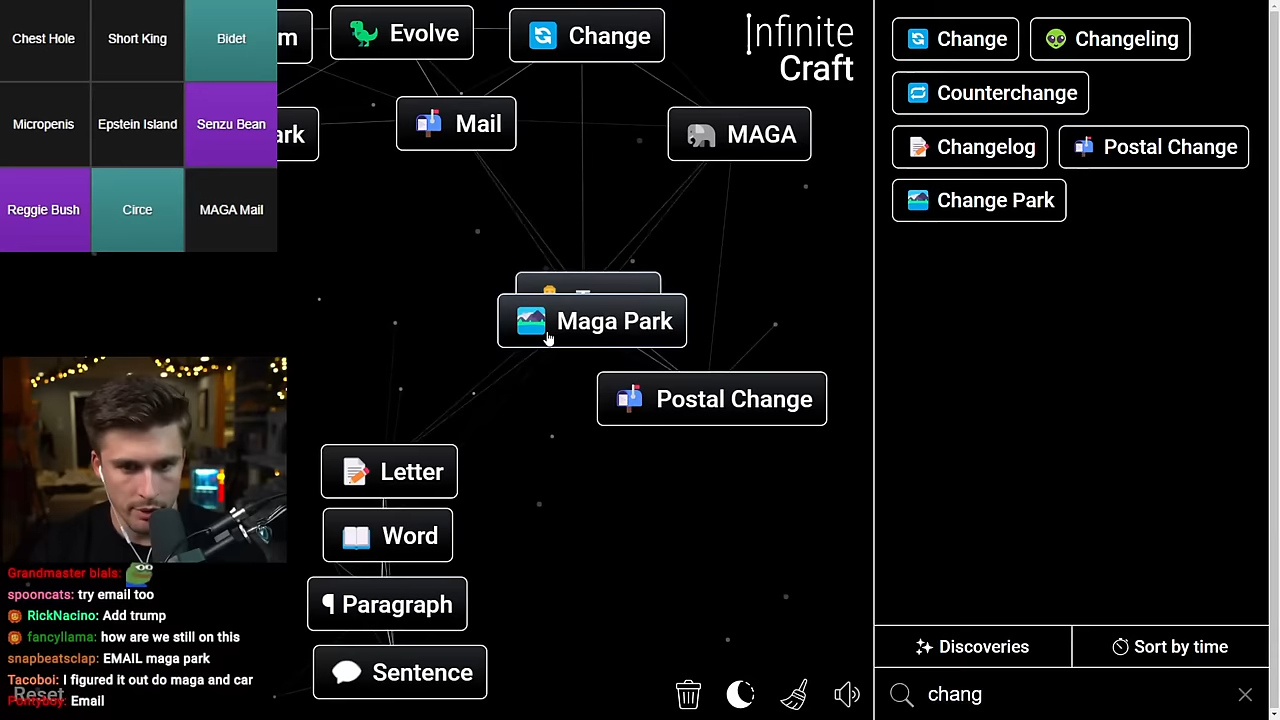 Chest Hole
Short King
Bidet
Micropenis
Epstein Island
Senzu Bean
Reggie Bush
Circe
MAGA Mail
m
Evolve
Change
Infinite
Craft
ark
Mail
MAGA
Maga Park
Postal Change
Letter
Word
¶ Paragraph
Sentence
Change
Changeling
Counterchange
Changelog
Postal Change
Change Park
Grandmaster bials:
spooncats: try email too
RickNacino: Add trump
fancyllama: how are we still on this
snapbeatsclap: EMAIL maga park
Tacoboi: I figured it out do maga and car
Reset
Email
Discoveries
Sort by time
chang